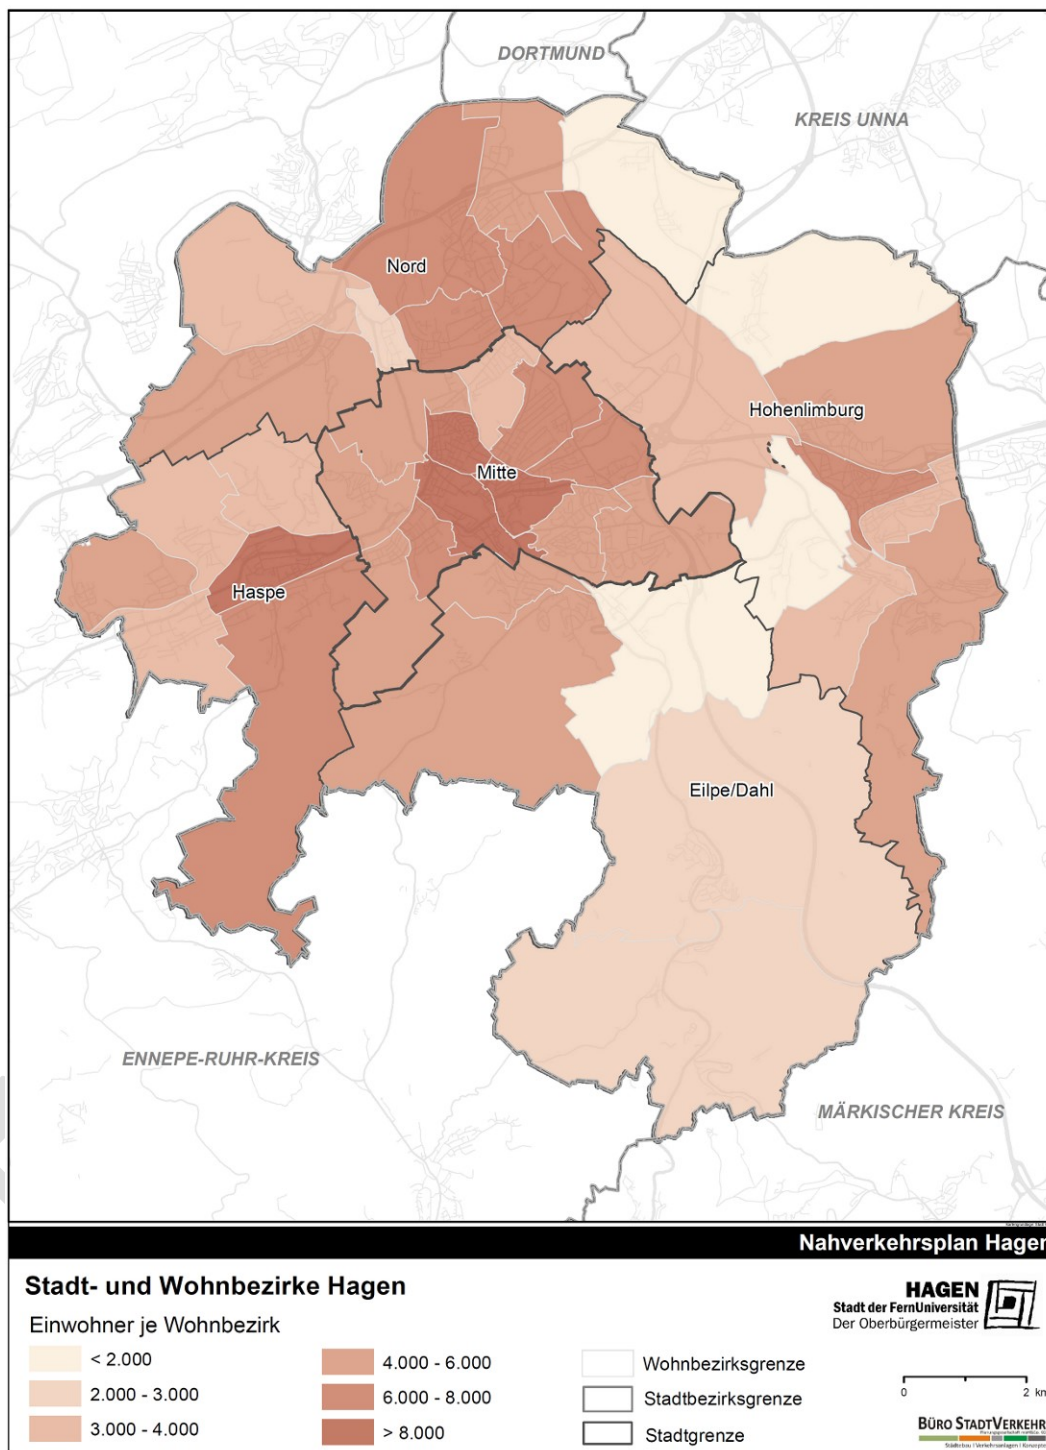 DORTMUND
KREIS UNNA
Nord
Hohenlimburg
Mitte
Haspe
Eilpe/Dahl
ENNEPE-RUHR-KREIS
MÄRKISCHER KREIS
Nahverkehrsplan Hagen
Stadt- und Wohnbezirke Hagen
HAGEN
Stadt der FernUniversität
Der Oberbürgermeister
Einwohner je Wohnbezirk
< 2.000
2.000 - 3.000
3.000 - 4.000
4.000 - 6.000
6.000 - 8.000
> 8.000
Wohnbezirksgrenze
Stadtbezirksgrenze
Stadtgrenze
0 2 km
BÜRO STADTVERKEHR
Städtebau | Verkehrsanlagen | Konzepte